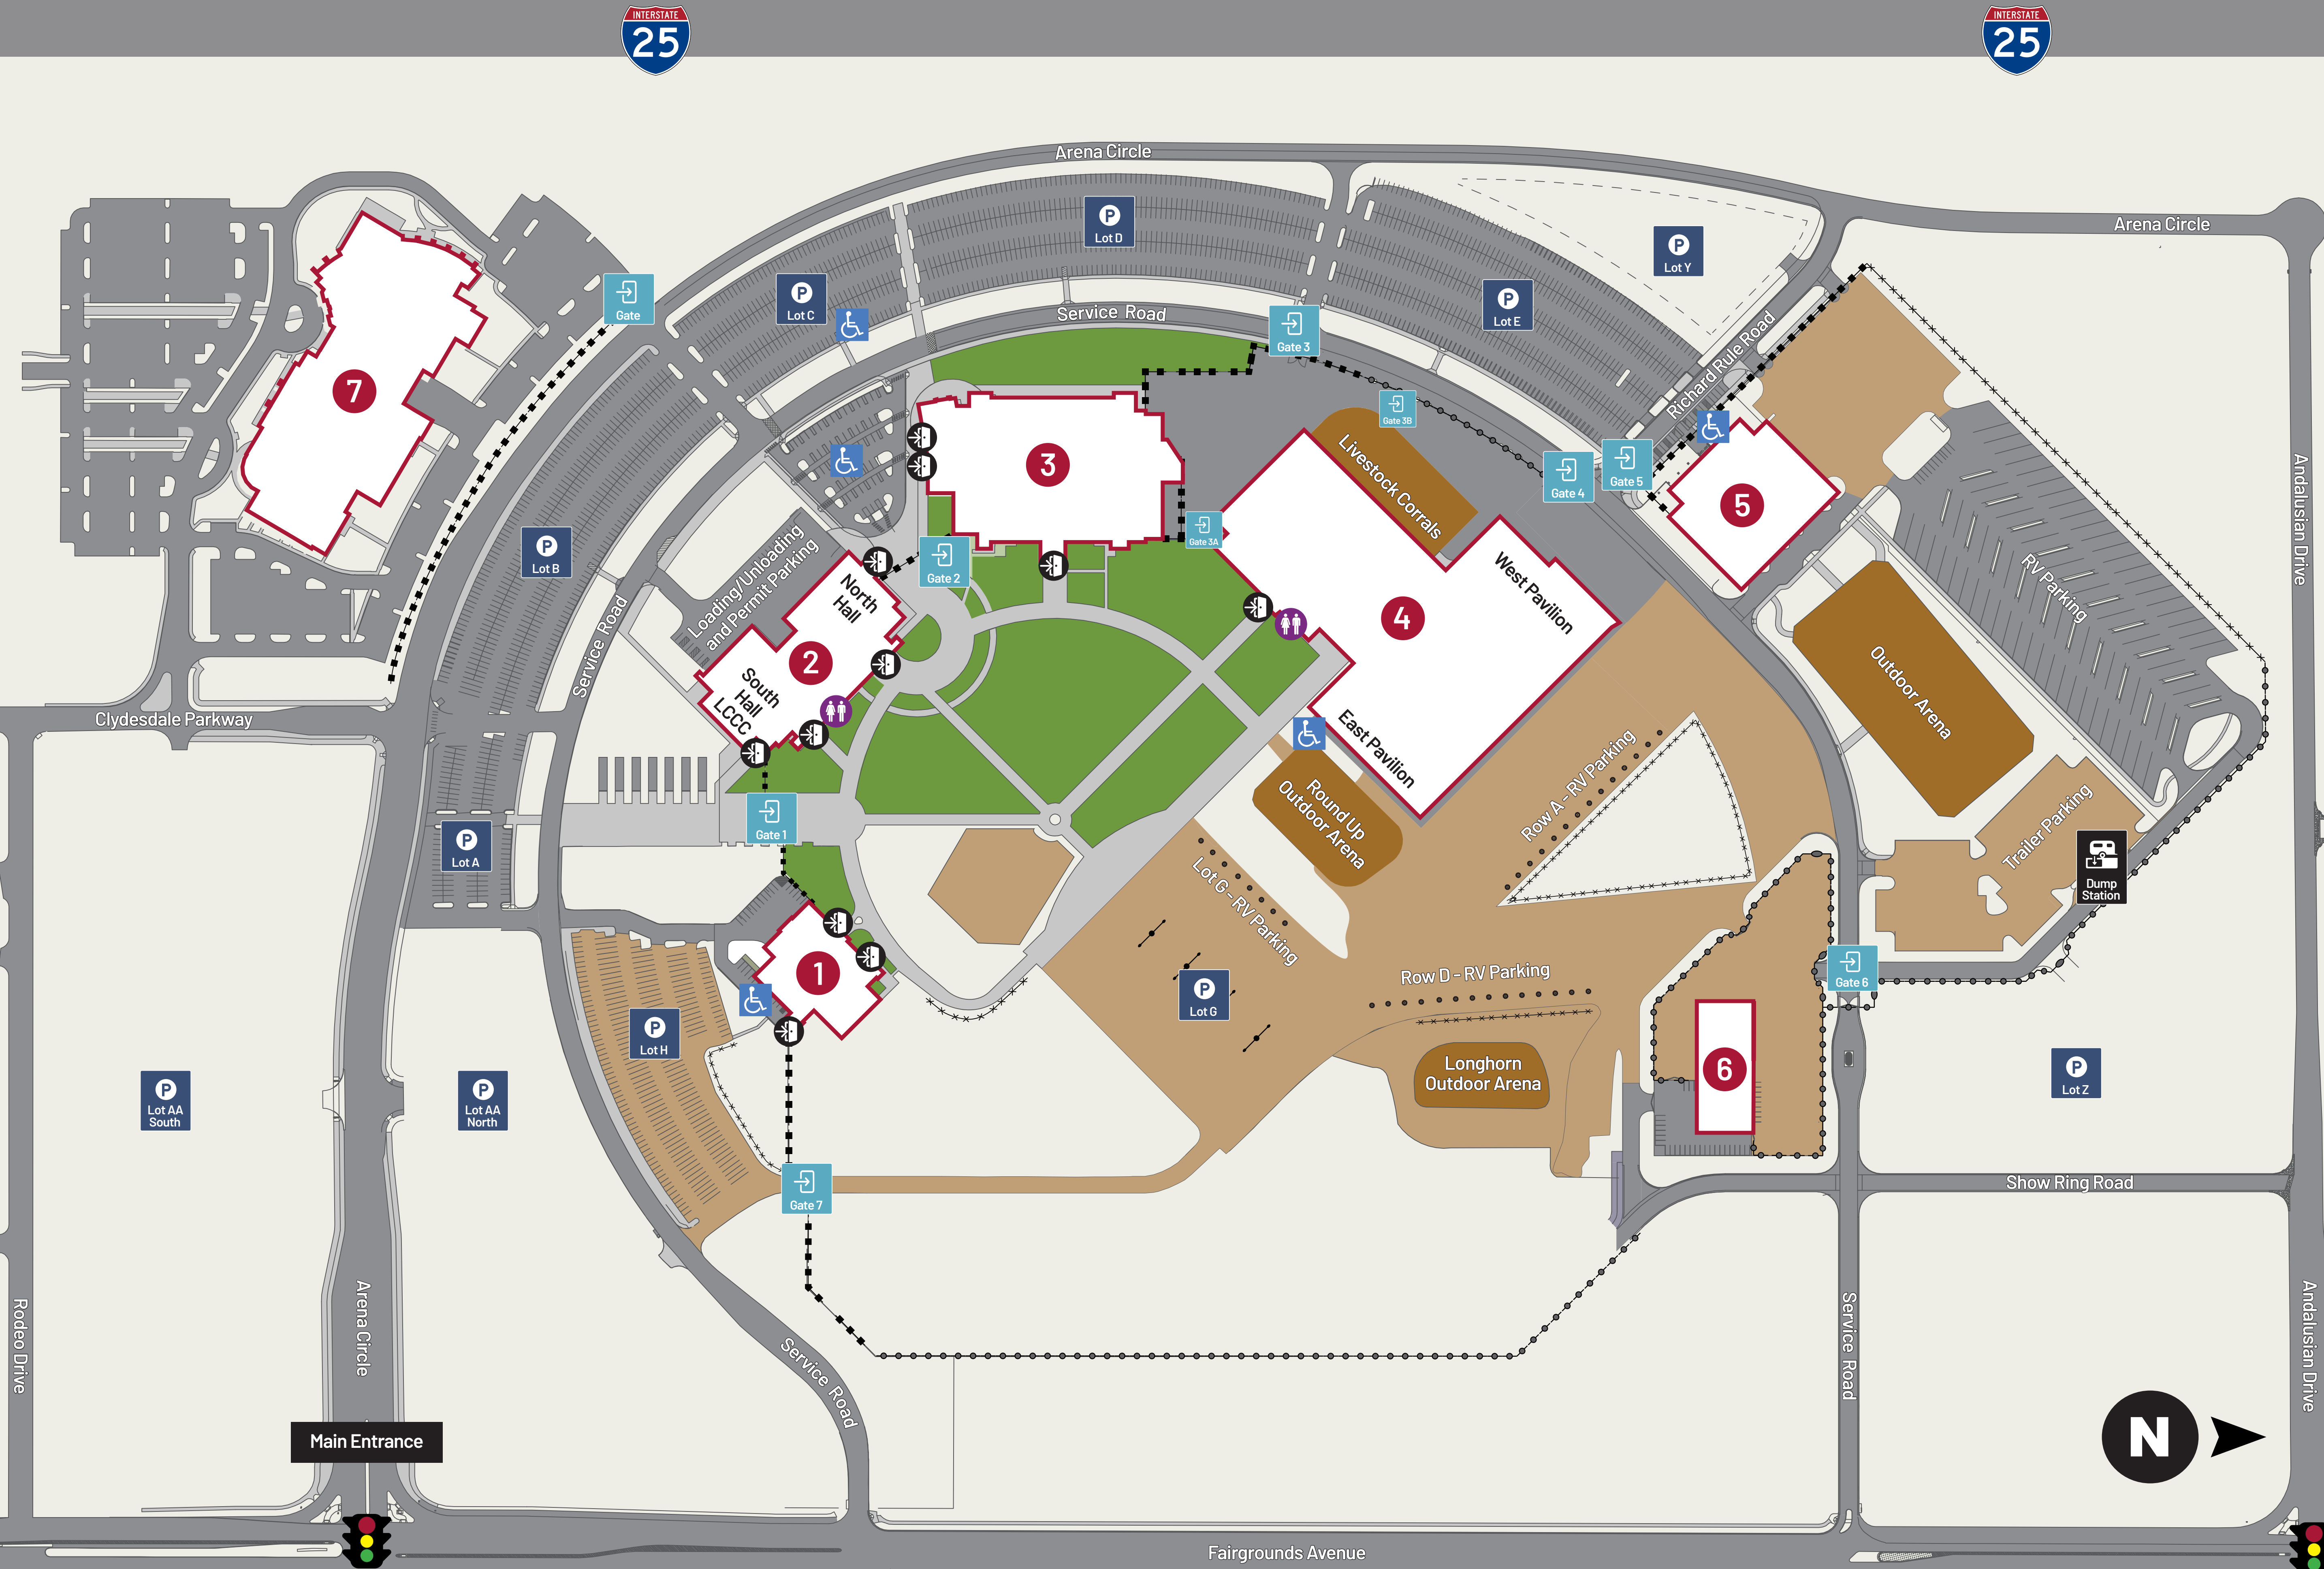 INTERSTATE
25
INTERSTATE
25
Arena Circle
P
Lot D
Arena Circle
P
Lot Y
Gate
P
Lot C
P
Lot E
Service Road
Gate 3
Richard Rule Road
7
Gate 3B
Livestock Corrals
3
Gate 4
Gate 5
5
Andalusian Drive
Gate 3A
P
Lot B
Loading/Unloading
and Permit Parking
Gate 2
North
Hall
4
West Pavilion
RV Parking
Service Road
2
South
Hall
LCCC
Outdoor Arena
Clydesdale Parkway
East Pavilion
Row A - RV Parking
Gate 1
Round Up
Outdoor Arena
P
Lot A
Trailer Parking
Dump
Station
Lot G - RV Parking
1
Row D - RV Parking
Gate 6
P
Lot G
P
Lot H
Longhorn
Outdoor Arena
6
P
Lot Z
P
Lot AA
South
P
Lot AA
North
Gate 7
Show Ring Road
Rodeo Drive
Arena Circle
Service Road
Service Road
Andalusian Drive
Main Entrance
N
Fairgrounds Avenue